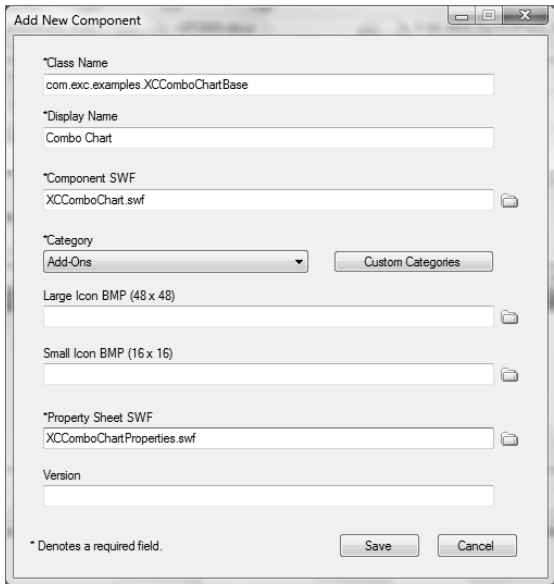 Add New Component
*Class Name
com.exc.examples.XCComboChartBase
*Display Name
Combo Chart
*Component SWF
XCComboChart.swf
*Category
Add-Ons
Custom Categories
Large Icon BMP (48 x 48)
Small Icon BMP (16 x 16)
*Property Sheet SWF
XCComboChartProperties.swf
Version
* Denotes a required field.
Save
Cancel